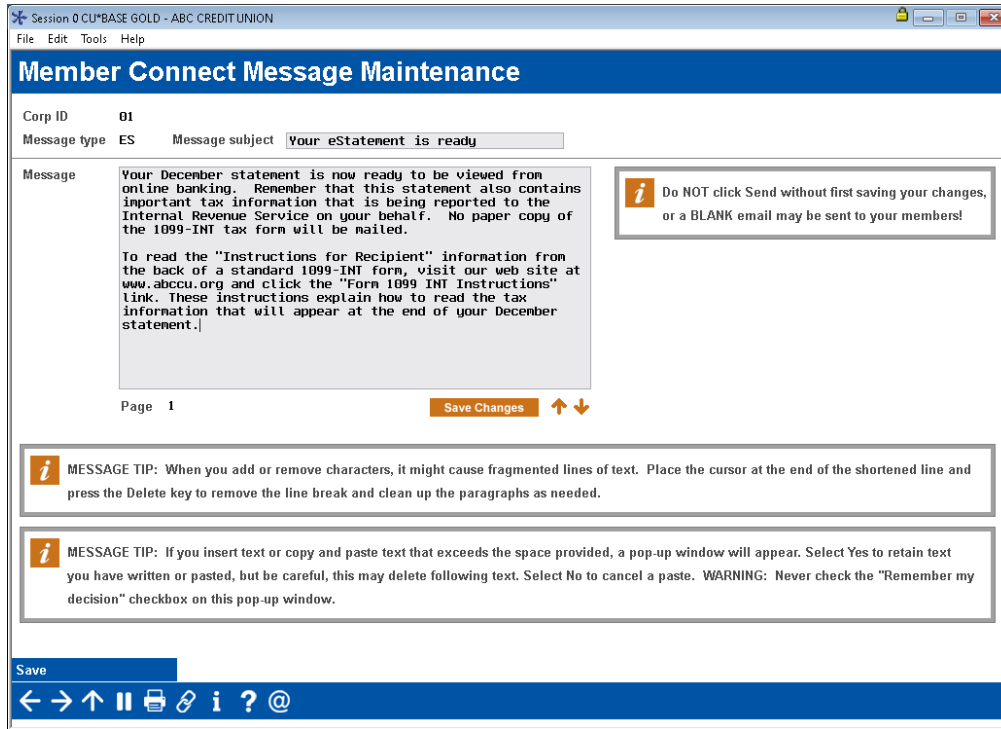 Session 0 CU*BASE GOLD - ABC CREDIT UNION
File Edit Tools Help
Member Connect Message Maintenance
Corp ID 01
Message type ES Message subject Your eStatement is ready
Message
Your December statement is now ready to be viewed from
online banking. Remember that this statement also contains
important tax information that is being reported to the
Internal Revenue Service on your behalf. No paper copy of
the 1099-INT tax form will be mailed.
To read the "Instructions for Recipient" information from
the back of a standard 1099-INT form, visit our web site at
www.abccu.org and click the "Form 1099 INT Instructions"
link. These instructions explain how to read the tax
information that will appear at the end of your December
statement.
Do NOT click Send without first saving your changes,
or a BLANK email may be sent to your members!
Page 1 Save Changes
MESSAGE TIP: When you add or remove characters, it might cause fragmented lines of text. Place the cursor at the end of the shortened line and
press the Delete key to remove the line break and clean up the paragraphs as needed.
MESSAGE TIP: If you insert text or copy and paste text that exceeds the space provided, a pop-up window will appear. Select Yes to retain text
you have written or pasted, but be careful, this may delete following text. Select No to cancel a paste. WARNING: Never check the "Remember my
decision" checkbox on this pop-up window.
Save